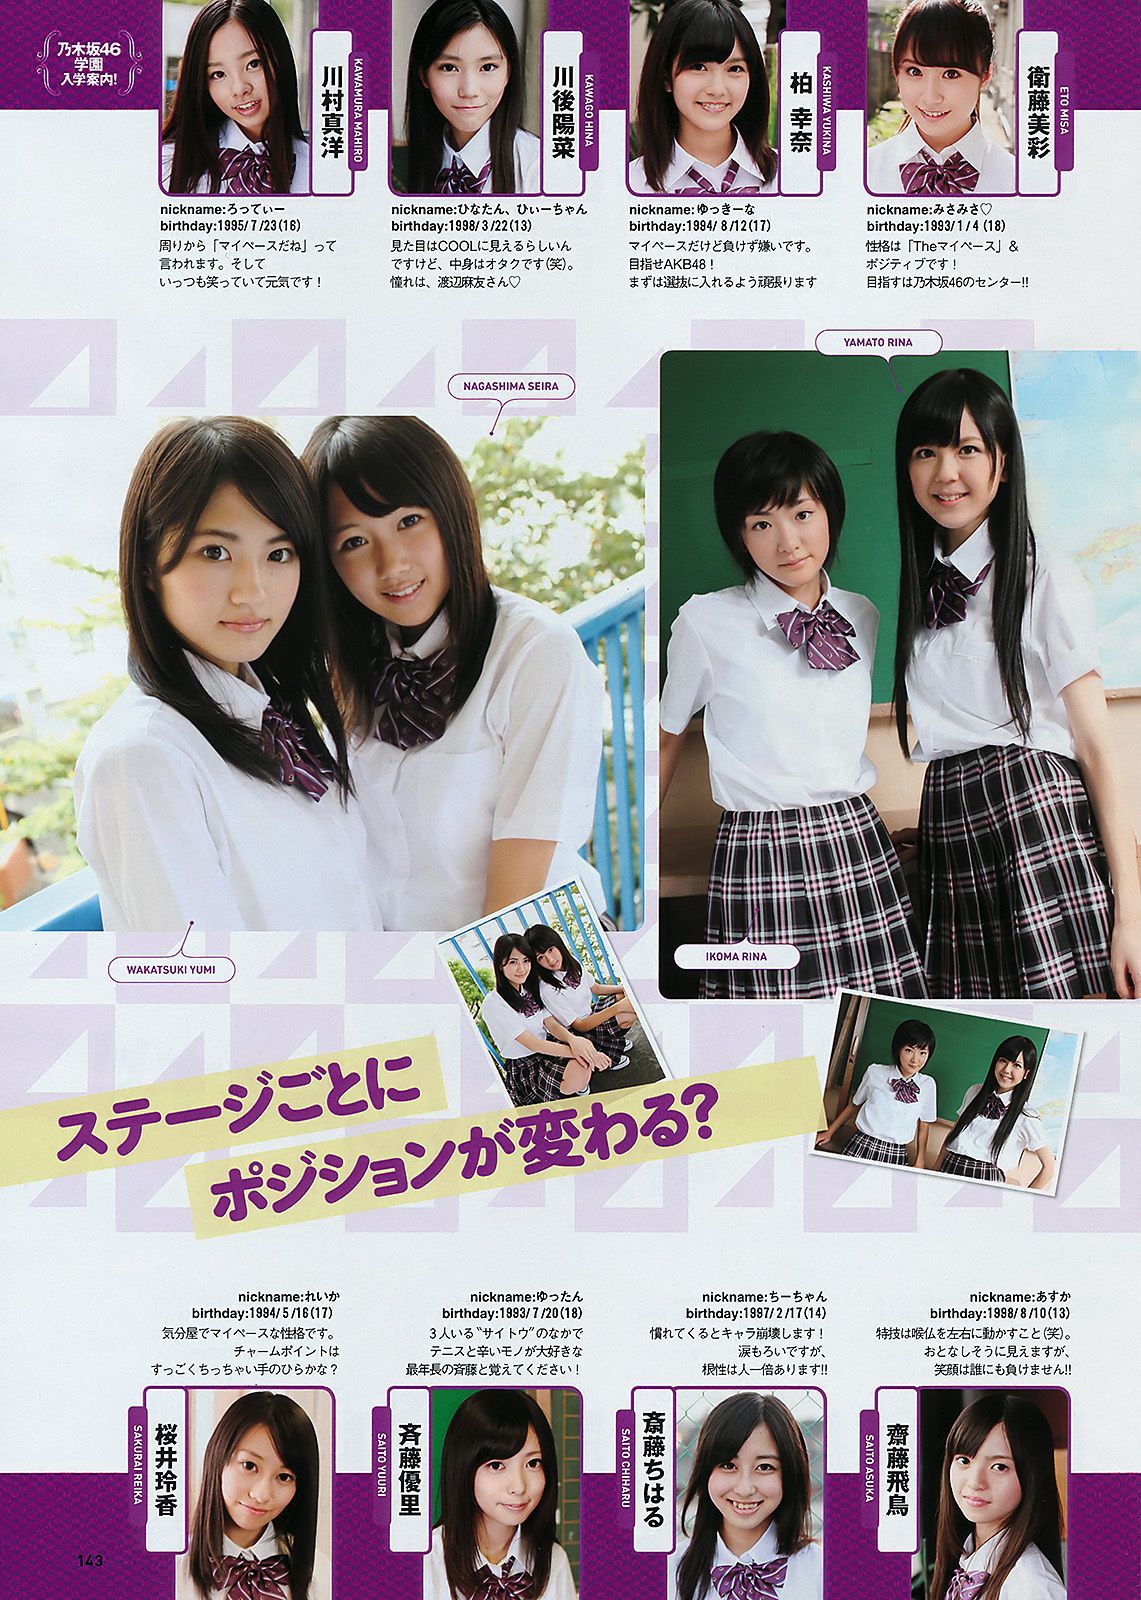 乃木坂46
学園
入学案内!
川村真洋
KAWAMURA MAHIRO
nickname:ろってぃー
birthday:1995/7/23(16)
周りから「マイペースだね」って
言われます。そして
いっつも笑っていて元気です!
川後陽菜
KAWAGO HINA
nickname:ひなたん、ひぃーちゃん
birthday:1998/3/22(13)
見た目はCOOLに見えるらしいん
ですけど、中身はオタクです(笑)。
憧れは、渡辺麻友さん♡
柏 幸奈
KASHIWA YUKINA
nickname:ゆっきーな
birthday:1994/8/12(17)
マイペースだけど負けず嫌いです。
目指せAKB48!
まずは選抜に入れるよう頑張ります
衛藤美彩
ETO MISA
nickname:みさみさ♡
birthday:1993/1/4(18)
性格は「Theマイペース」&
ポジティブです!
目指すは乃木坂46のセンター!!
YAMATO RINA
NAGASHIMA SEIRA
WAKATSUKI YUMI
IKOMA RINA
ステージごとに
ポジションが変わる?
nickname:れいか
birthday:1994/5/16(17)
気分屋でマイペースな性格です。
チャームポイントは
すっごくちっちゃい手のひらかな?
桜井玲香
SAKURAI REIKA
nickname:ゆったん
birthday:1993/7/20(18)
3人いる“サイトウ”のなかで
テニスと辛いモノが大好きな
最年長の斉藤と覚えてください!
斉藤優里
SAITO YUURI
nickname:ちーちゃん
birthday:1997/2/17(14)
慣れてくるとキャラ崩壊します!
涙もろいですが、
根性は人一倍あります!!
斎藤ちはる
SAITO CHIHARU
nickname:あすか
birthday:1998/8/10(13)
特技は喉仏を左右に動かすこと(笑)。
おとなしそうに見えますが、
笑顔は誰にも負けません!!
齋藤飛鳥
SAITO ASUKA
143